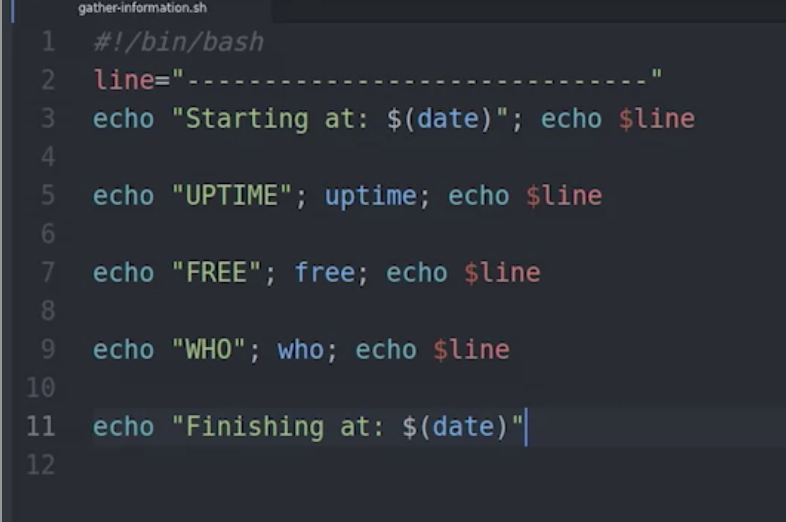 gather-information.sh
1 #!/bin/bash
2 line="------------------------------"
3 echo "Starting at: $(date)"; echo $line
4
5 echo "UPTIME"; uptime; echo $line
6
7 echo "FREE"; free; echo $line
8
9 echo "WHO"; who; echo $line
10
11 echo "Finishing at: $(date)"
12